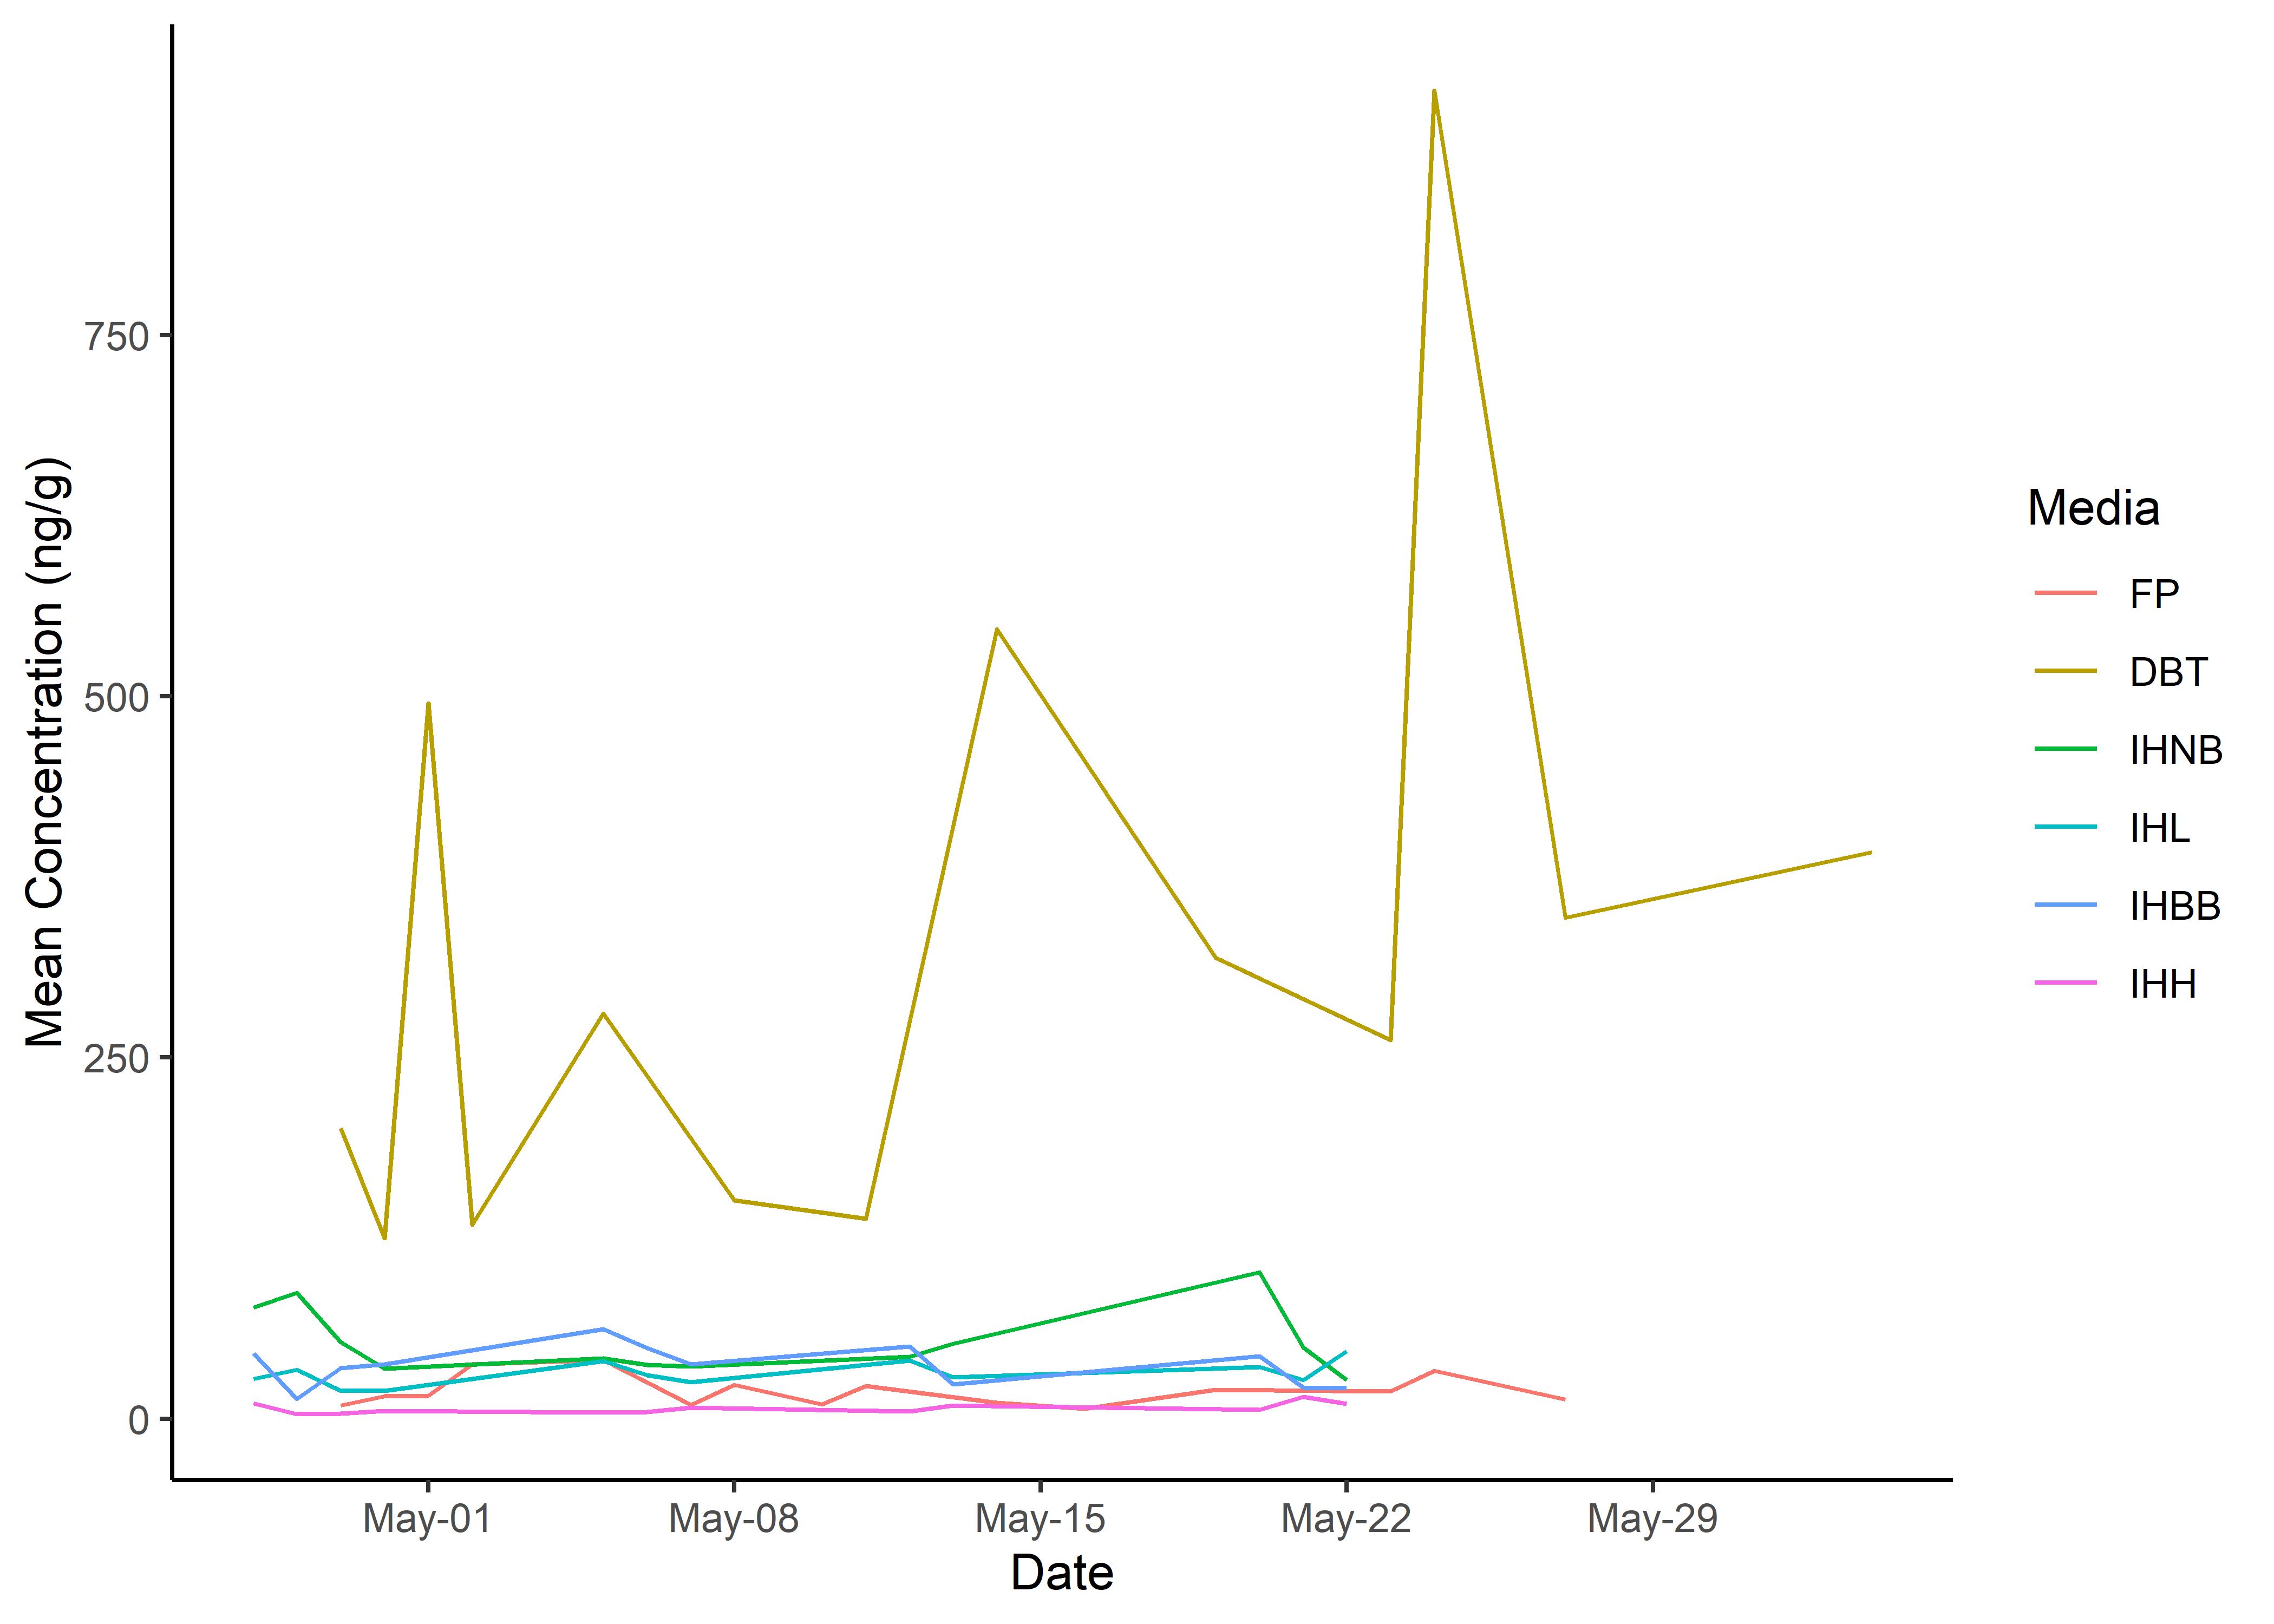 Mean Concentration (ng/g)
750
500
250
0
May-01
May-08
May-15
May-22
May-29
Date
Media
FP
DBT
IHNB
IHL
IHBB
IHH